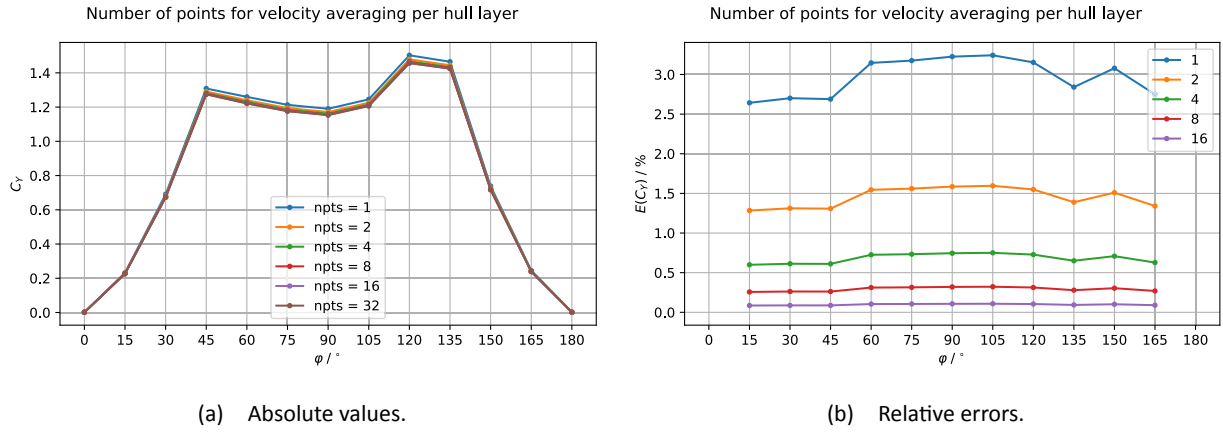 Number of points for velocity averaging per hull layer
1.4
1.2
1.0
0.8
0.6
0.4
0.2
0.0
C_Y
npts = 1
npts = 2
npts = 4
npts = 8
npts = 16
npts = 32
0 15 30 45 60 75 90 105 120 135 150 165 180
φ / °
(a) Absolute values.
Number of points for velocity averaging per hull layer
3.0
2.5
2.0
1.5
1.0
0.5
0.0
E(C_Y) / %
1
2
4
8
16
0 15 30 45 60 75 90 105 120 135 150 165 180
φ / °
(b) Relative errors.